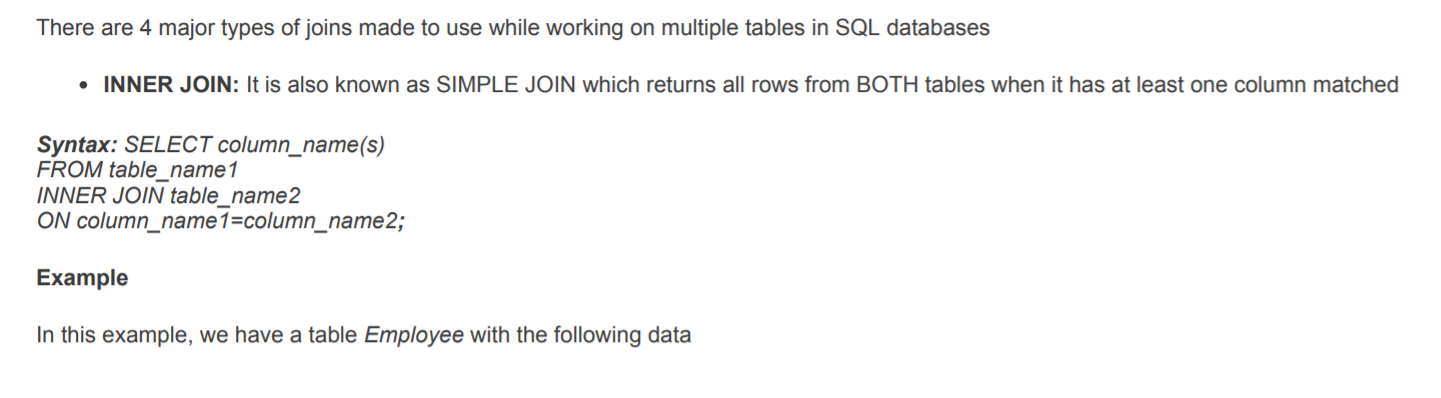 There are 4 major types of joins made to use while working on multiple tables in SQL databases
• INNER JOIN: It is also known as SIMPLE JOIN which returns all rows from BOTH tables when it has at least one column matched
Syntax: SELECT column_name(s)
FROM table_name1
INNER JOIN table_name2
ON column_name1=column_name2;
Example
In this example, we have a table Employee with the following data